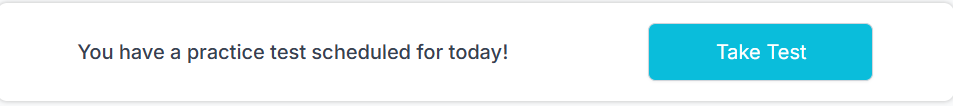 You have a practice test scheduled for today!
Take Test